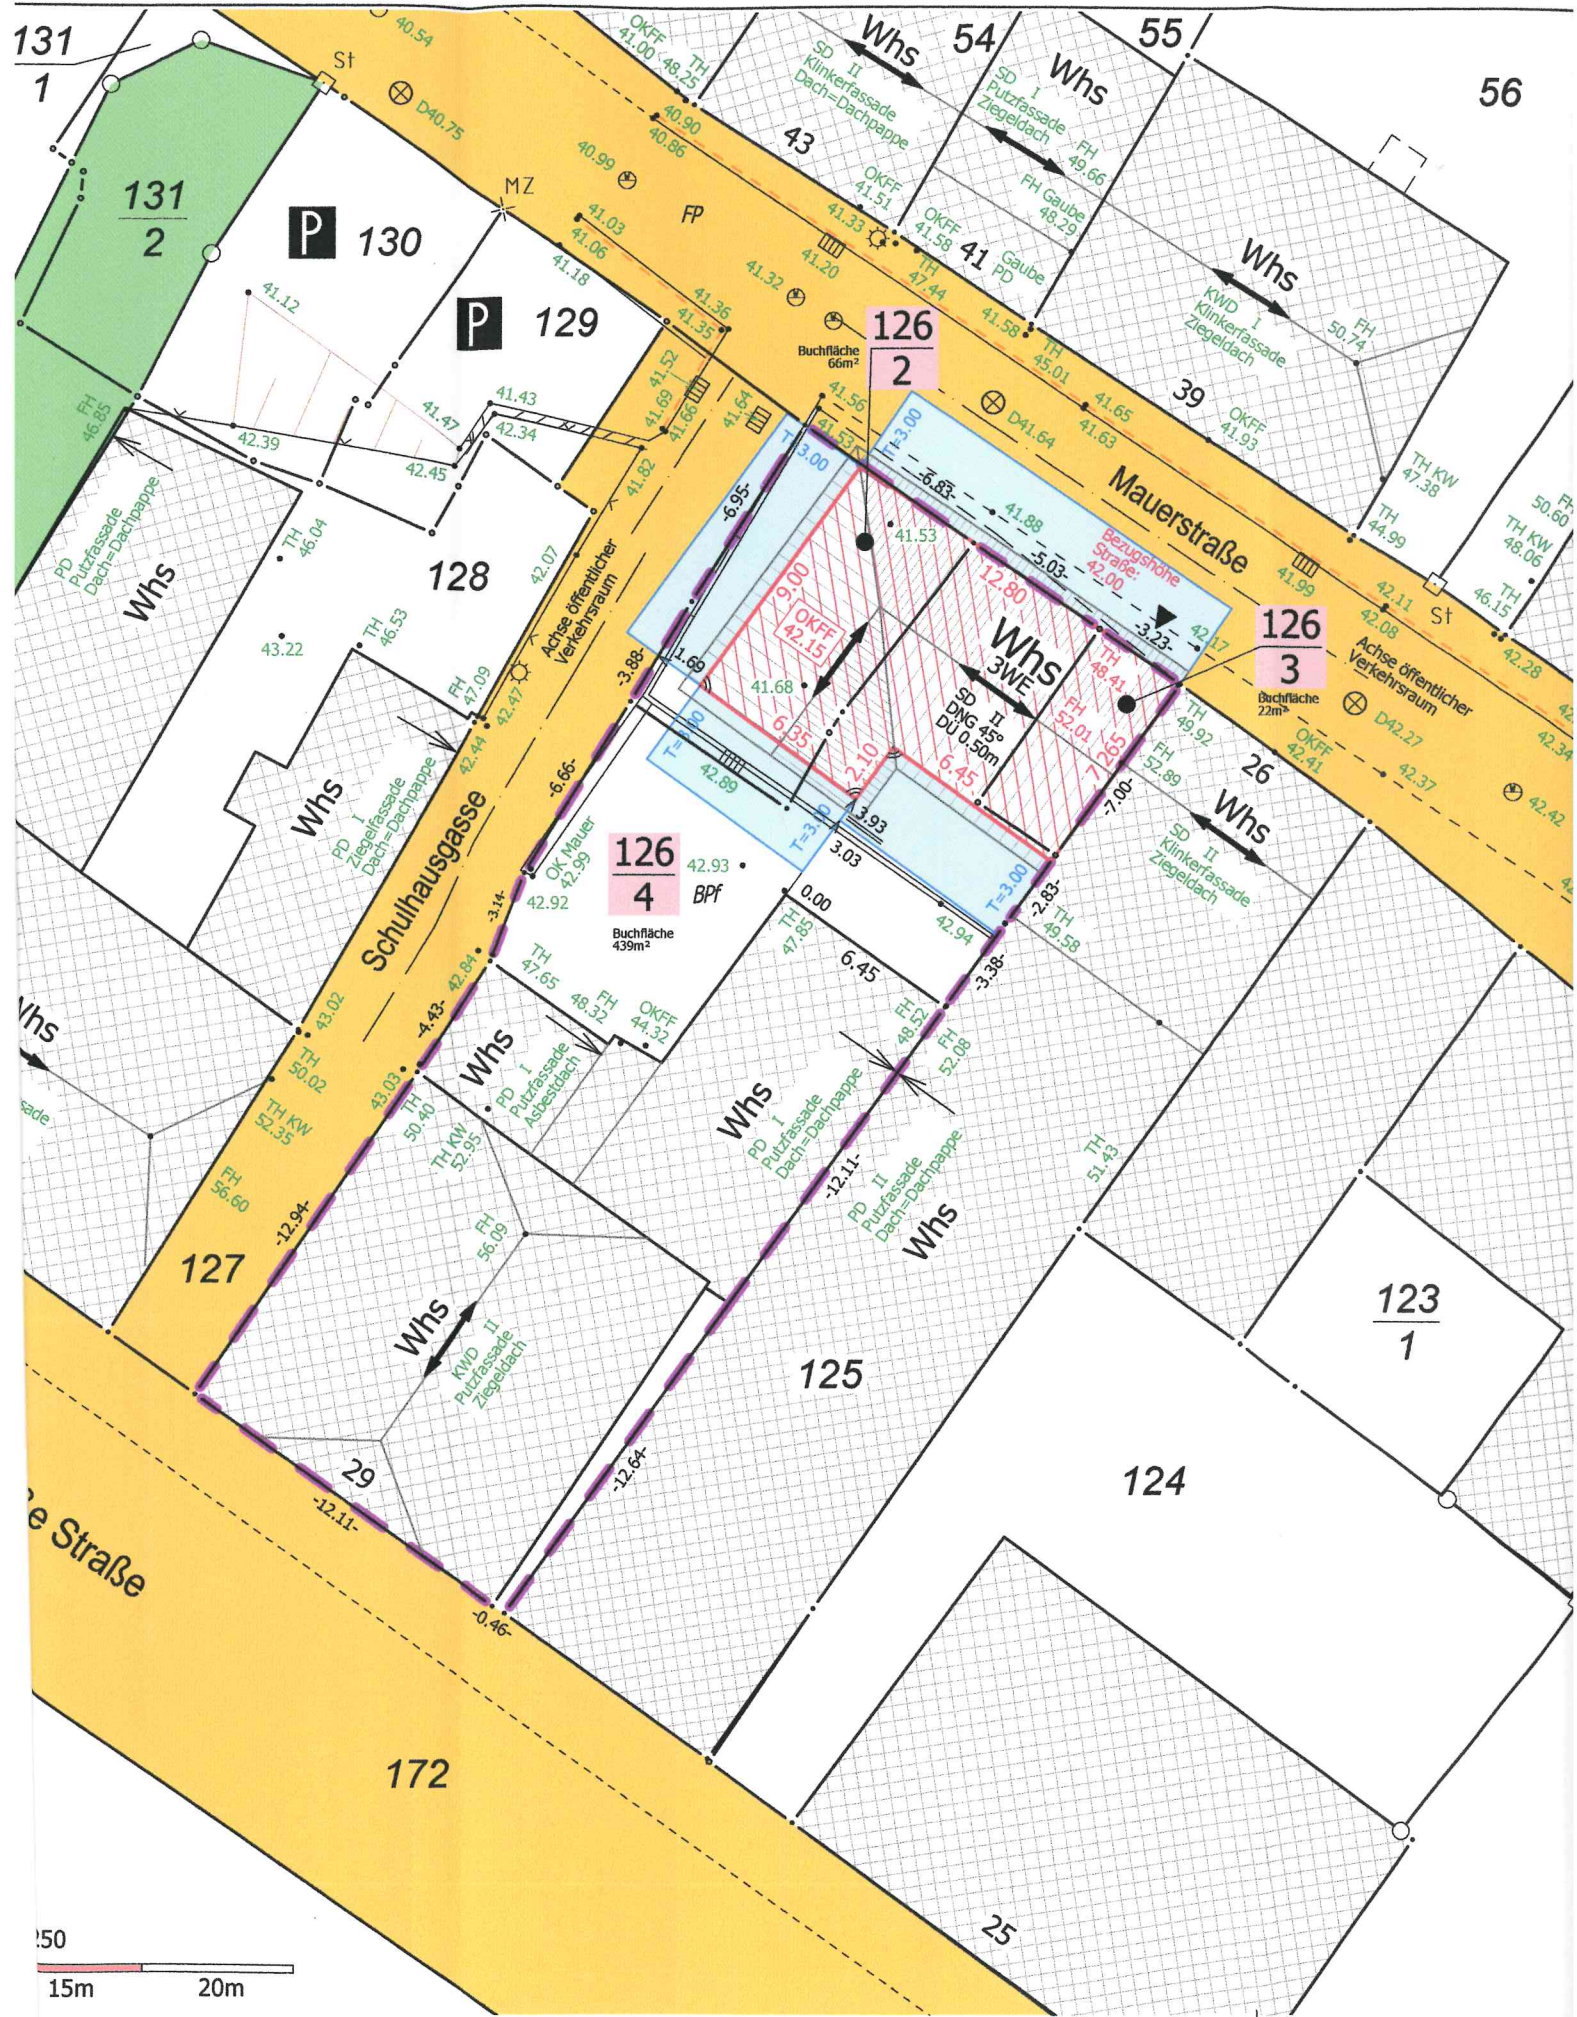 131
1
40.54
St
D40.75
OKFF
41.00
TH
48.25
SD II
Klinkerfassade
Dach=Dachpappe
Whs
54
55
56
SD I
Putzfassade
Ziegeldach
Whs
FH
49.66
FH Gaube
48.29
40.90
40.86
43
40.99
OKFF
41.51
41.33
OKFF
41.58
41
Gaube
PD
TH
47.44
Whs
KWD I
Klinkerfassade
Ziegeldach
FH
50.74
131
2
P
130
MZ
FP
41.03
41.06
41.18
41.20
41.32
41.12
P
129
41.36
41.35
126
2
Buchfläche
66m²
41.58
TH
45.01
41.65
41.63
39
OKFF
41.93
TH KW
47.38
TH
44.99
FH
50.60
TH KW
48.06
TH
46.15
FH
46.85
42.39
41.47
41.43
42.34
42.45
41.52
41.69
41.66
41.64
41.56
41.53
41.82
T=3.00
T=3.00
D41.64
Mauerstraße
-6.83-
-6.95-
41.88
41.53
Bezugshöhe
Straße:
42.00
-5.03-
12.80
-3.23-
42.17
41.99
42.11
42.08
St
42.28
PD
Putzfassade
Dach=Dachpappe
Whs
TH
46.04
128
42.07
Achse öffentlicher
Verkehrsraum
9.00
OKFF
42.15
Whs
3WE
SD II
DNG 45°
DÜ 0.50m
TH
48.41
FH
52.01
7.265
126
3
Buchfläche
22m²
Achse öffentlicher
Verkehrsraum
D42.27
42.34
43.22
TH
46.53
FH
47.09
42.47
42.44
-3.88-
1.69
41.68
6.35
2.10
6.45
T=3.00
42.89
TH
49.92
FH
52.89
OKFF
42.41
26
42.37
42.42
-7.00-
Whs
SD II
Klinkerfassade
Ziegeldach
Whs
PD I
Ziegelfassade
Dach=Dachpappe
Schulhausgasse
-6.66-
OK Mauer
42.99
42.92
126
4
Buchfläche
439m²
42.93
BPf
T=3.00
3.93
3.03
T=3.00
-2.83-
TH
49.58
42.94
0.00
TH
47.85
6.45
-3.38-
-3.14-
42.84
TH
47.65
FH
48.32
OKFF
44.32
-4.43-
43.03
Whs
PD I
Putzfassade
Asbestdach
FH
48.52
FH
52.08
43.02
TH
50.02
TH KW
52.35
TH
50.40
TH KW
52.95
FH
56.60
Whs
PD I
Putzfassade
Dach=Dachpappe
-12.11-
PD II
Putzfassade
Dach=Dachpappe
Whs
TH
51.43
-12.94-
127
FH
56.09
Whs
KWD II
Putzfassade
Ziegeldach
123
1
125
29
-12.11-
-12.64-
124
-0.46-
172
25
15m
20m